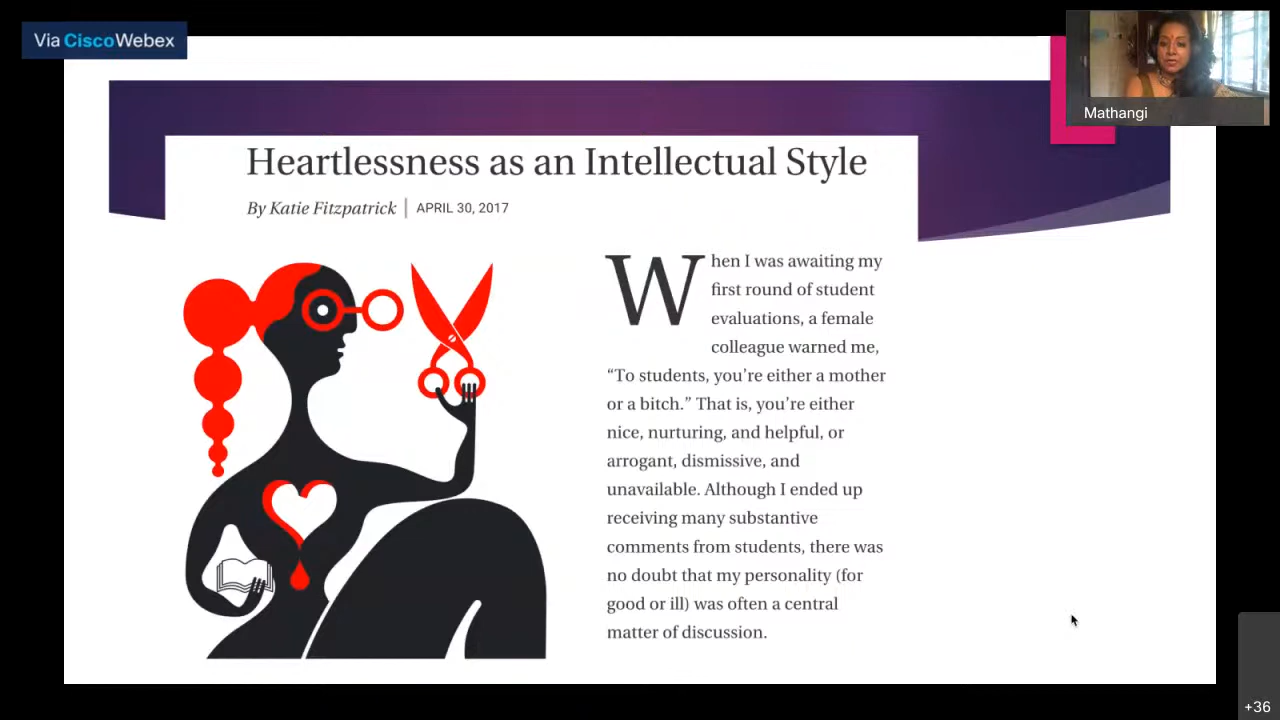 Via CiscoWebex
Mathangi
Heartlessness as an Intellectual Style
By Katie Fitzpatrick | APRIL 30, 2017
When I was awaiting my
first round of student
evaluations, a female
colleague warned me,
“To students, you’re either a mother
or a bitch.” That is, you’re either
nice, nurturing, and helpful, or
arrogant, dismissive, and
unavailable. Although I ended up
receiving many substantive
comments from students, there was
no doubt that my personality (for
good or ill) was often a central
matter of discussion.
+36